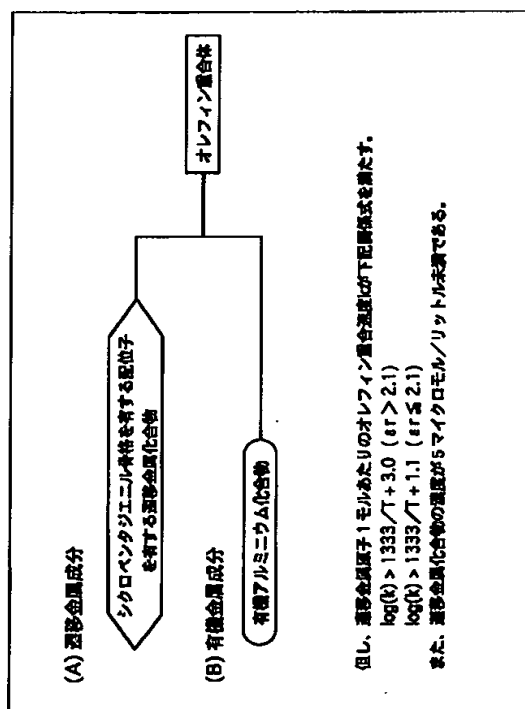 (A) 遷移金属成分
シクロペンタジエニル骨格を有する配位子
を有する遷移金属化合物
オレフィン重合体
(B) 有機金属成分
有機アルミニウム化合物
但し、遷移金属原子1モルあたりのオレフィン重合速度kが下記関係式を満たす。
log(k) > 1333/T + 3.0 (εr > 2.1)
log(k) > 1333/T + 1.1 (εr ≦ 2.1)
また、遷移金属化合物の濃度が5マイクロモル/リットル未満である。